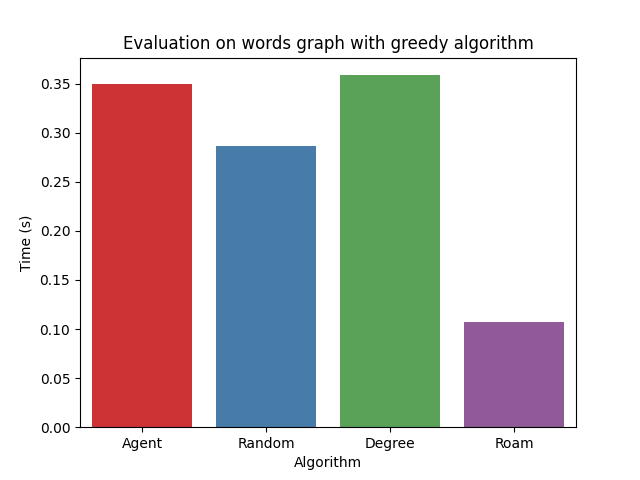 Evaluation on words graph with greedy algorithm
0.35
0.30
0.25
0.20
0.15
0.10
0.05
0.00
Time (s)
Agent
Random
Degree
Roam
Algorithm